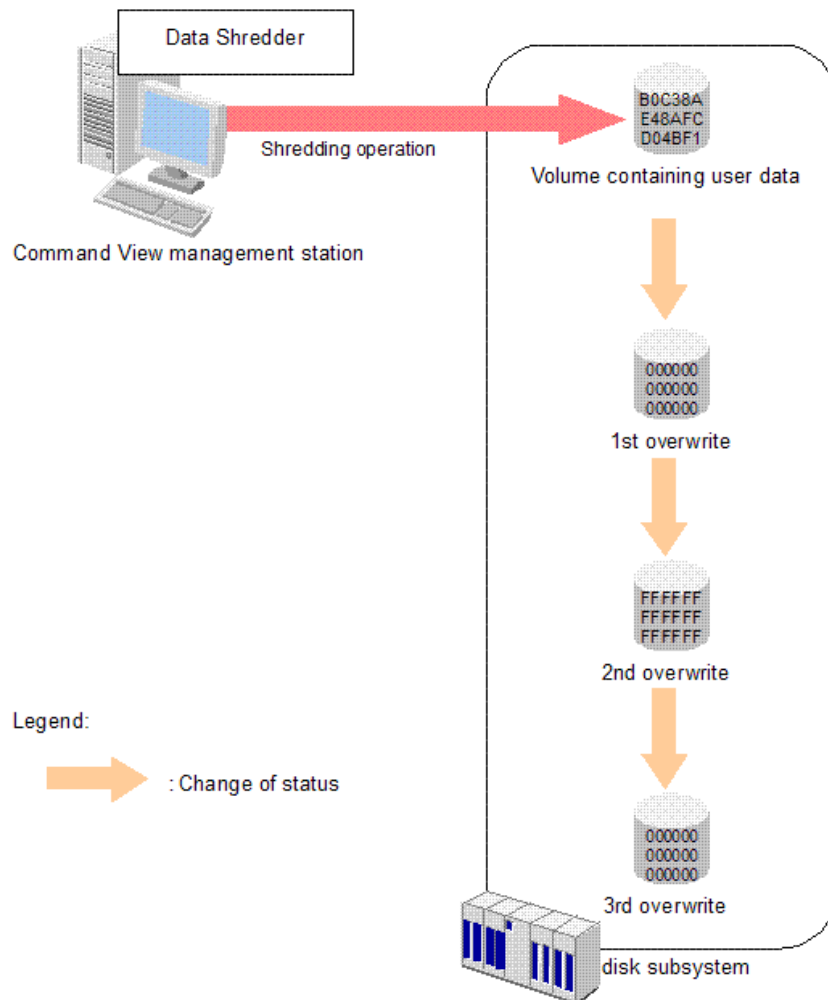 Data Shredder
Shredding operation
Command View management station
B0C38A
E48AFC
D04BF1
Volume containing user data
000000
000000
000000
1st overwrite
FFFFFF
FFFFFF
FFFFFF
2nd overwrite
Legend:
: Change of status
000000
000000
000000
3rd overwrite
disk subsystem